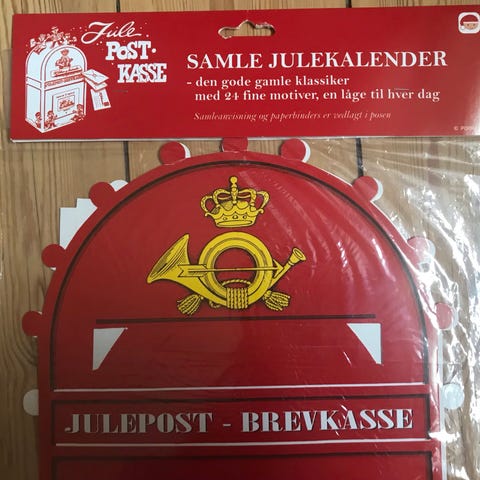 Jule
POST-
KASSE
SAMLE JULEKALENDER
- den gode gamle klassiker
med 24 fine motiver, en låge til hver dag
Samleanvisning og paperbinders er vedlagt i posen
JULEPOST - BREVKASSE